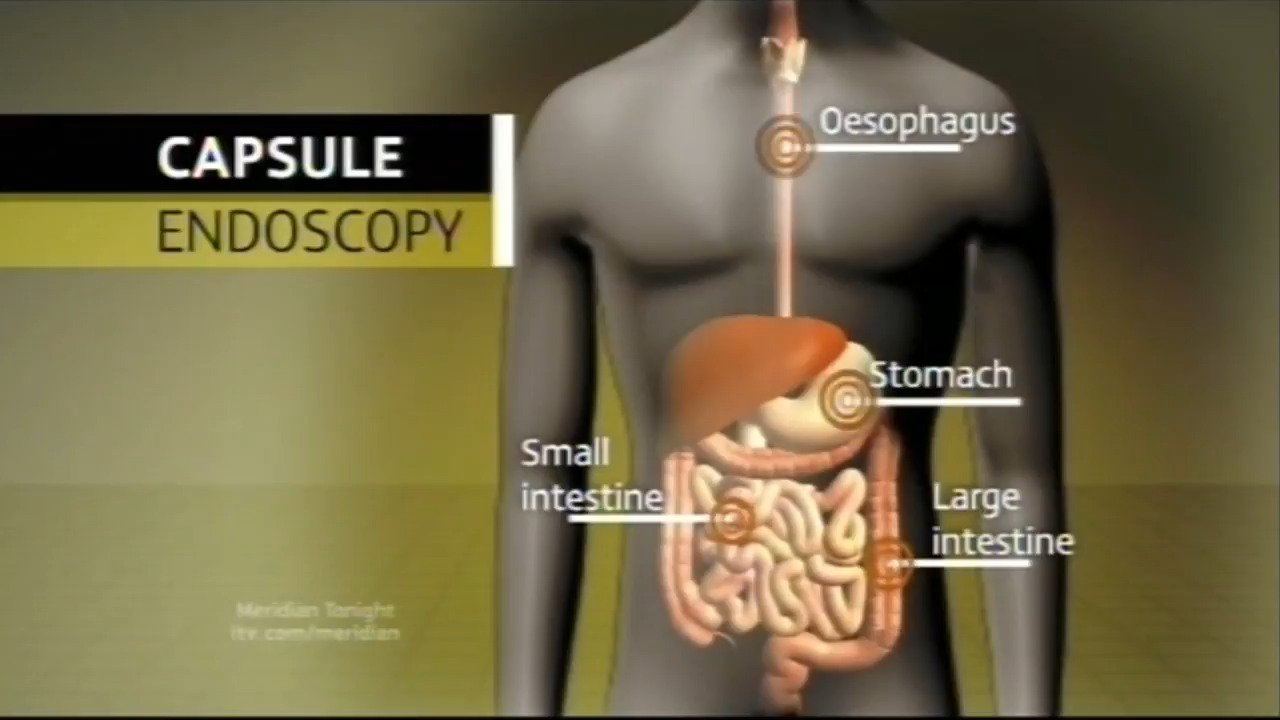 CAPSULE
ENDOSCOPY
Oesophagus
Stomach
Small
intestine
Large
intestine
Meridian Tonight
itv.com/meridian